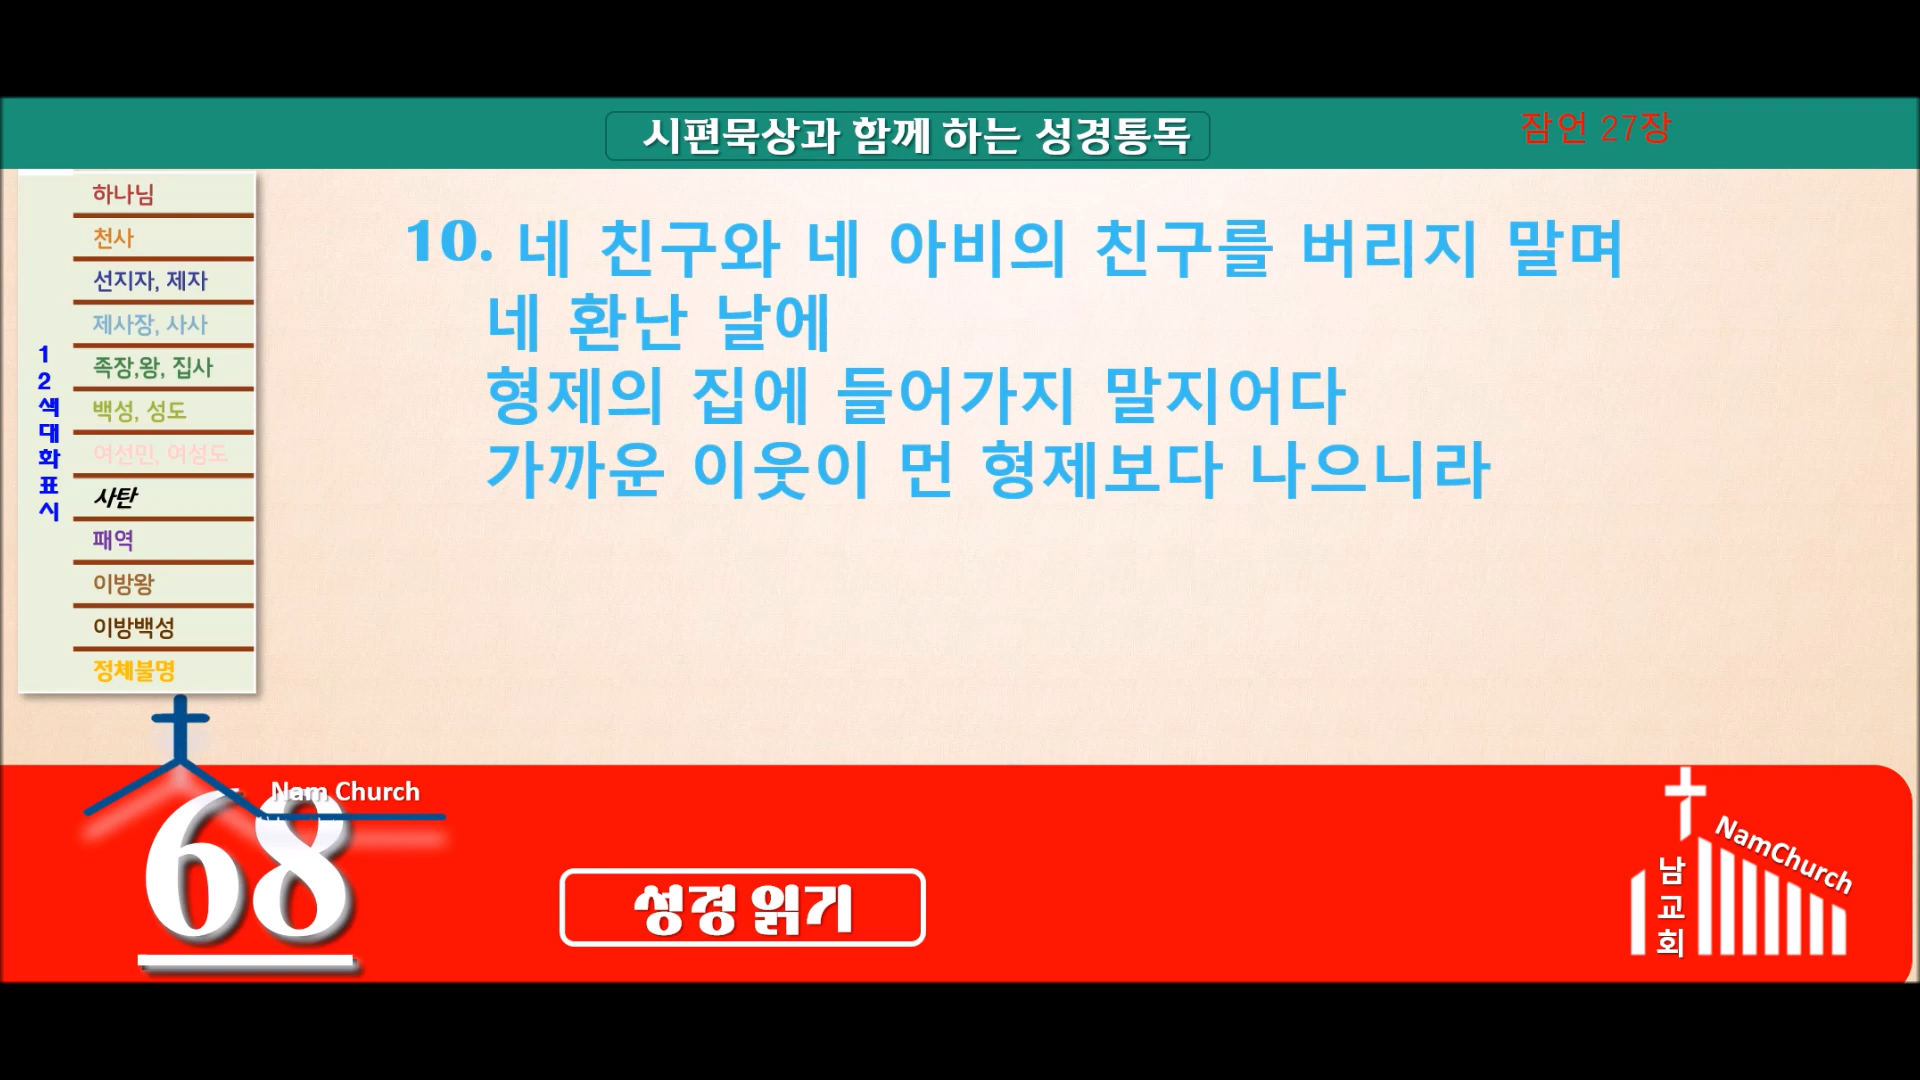 시편묵상과 함께 하는 성경통독
잠언 27장
12색대화표시
하나님
천사
선지자, 제자
제사장, 사사
족장,왕, 집사
백성, 성도
여선민, 여성도
사탄
패역
이방왕
이방백성
정체불명
10. 네 친구와 네 아비의 친구를 버리지 말며
네 환난 날에
형제의 집에 들어가지 말지어다
가까운 이웃이 먼 형제보다 나으니라
Nam Church
68
성경 읽기
NamChurch
남교회